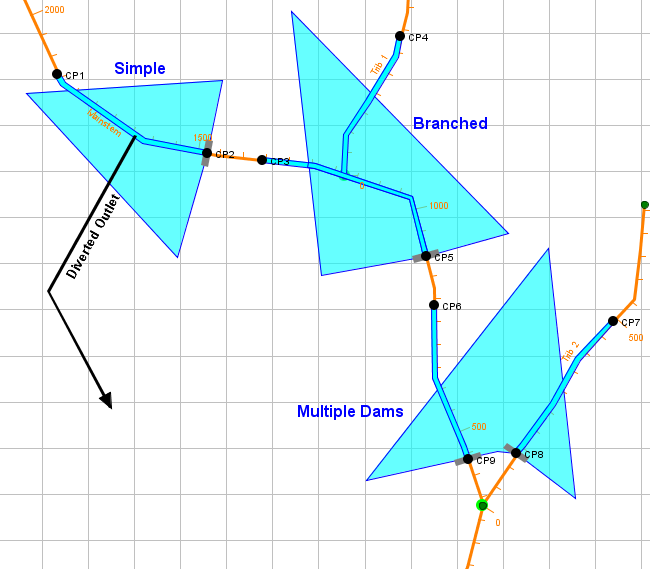 2000
CP4
Trib 1
CP1
Simple
Mainstem
Branched
1500
CP2
CP3
0
1000
Diverted Outlet
CP5
CP6
CP7
500
Trib 2
Multiple Dams
500
CP9
CP8
0